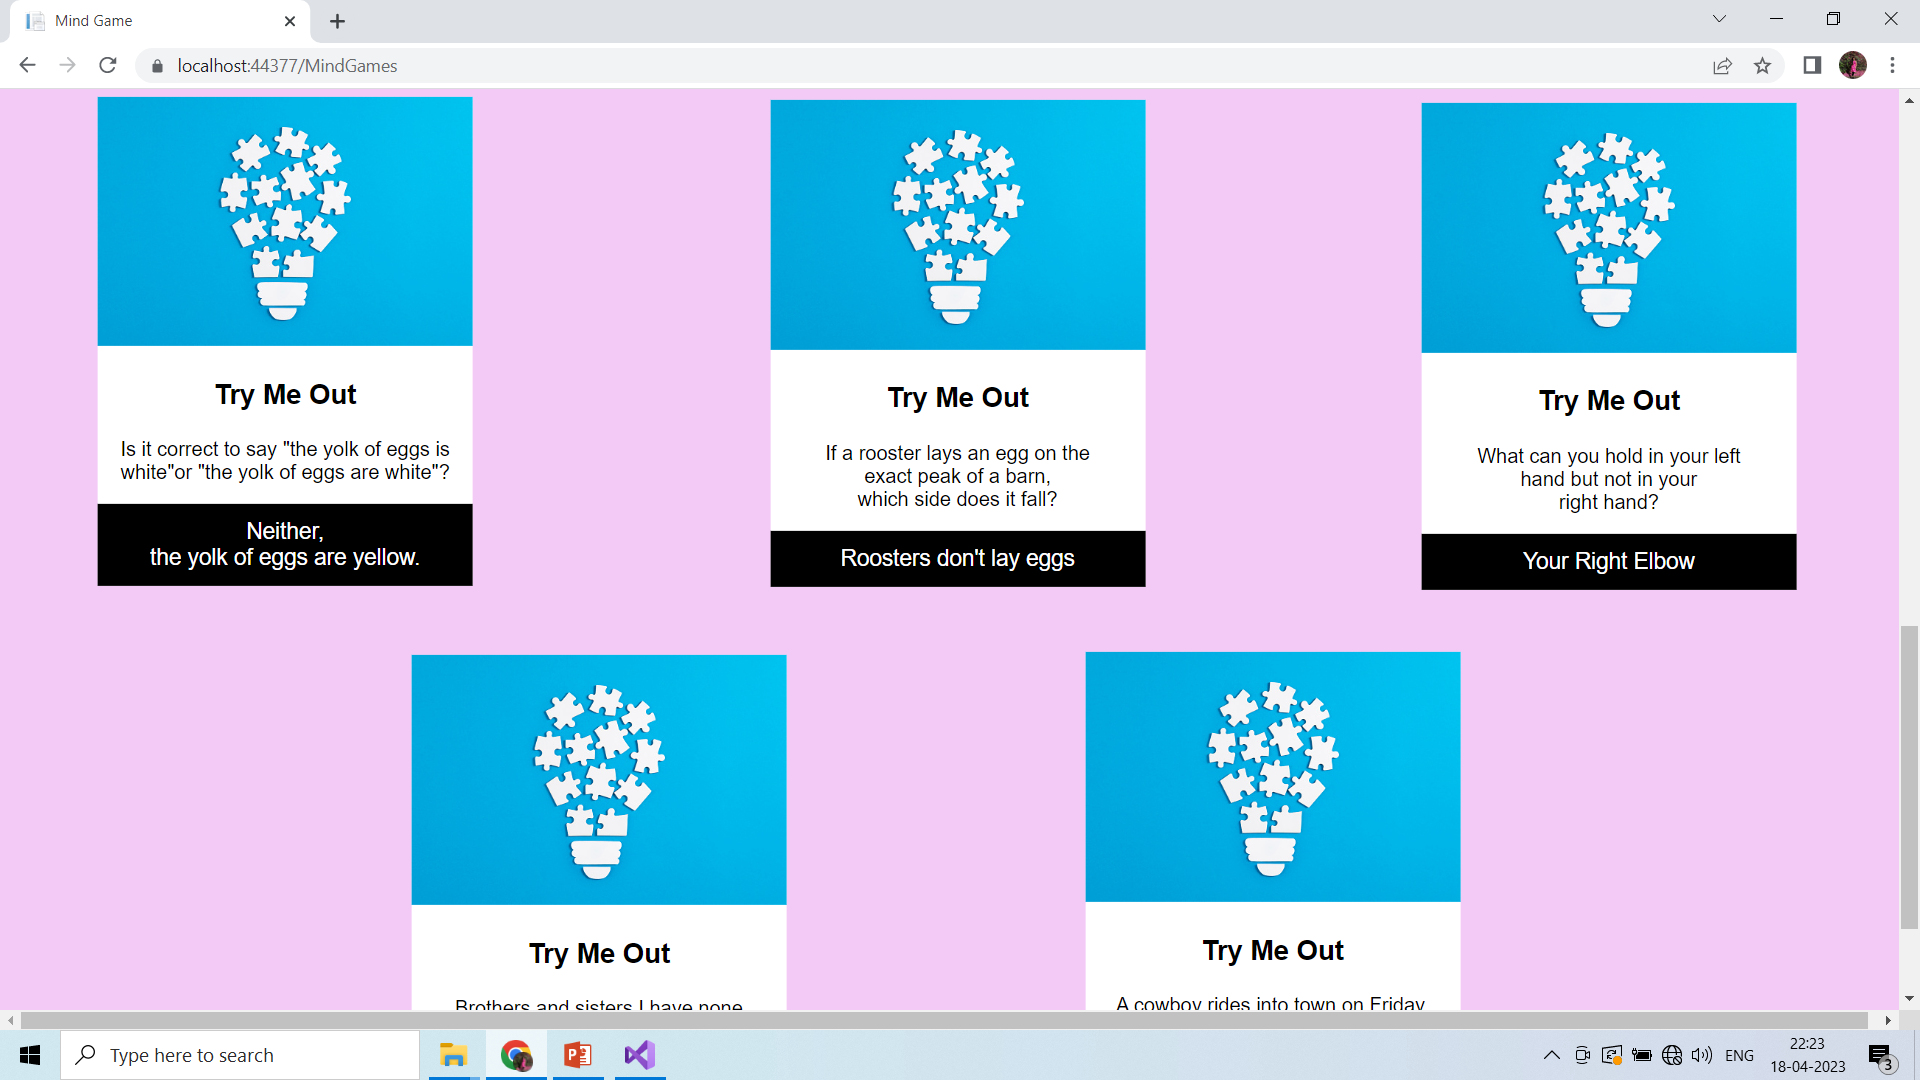 Mind Game
localhost:44377/MindGames
Try Me Out
Is it correct to say "the yolk of eggs is
white"or "the yolk of eggs are white"?
Neither,
the yolk of eggs are yellow.
Try Me Out
If a rooster lays an egg on the
exact peak of a barn,
which side does it fall?
Roosters don't lay eggs
Try Me Out
What can you hold in your left
hand but not in your
right hand?
Your Right Elbow
Try Me Out
Brothers and sisters I have none
Try Me Out
A cowboy rides into town on Friday
Type here to search
ENG
22:23
18-04-2023
3